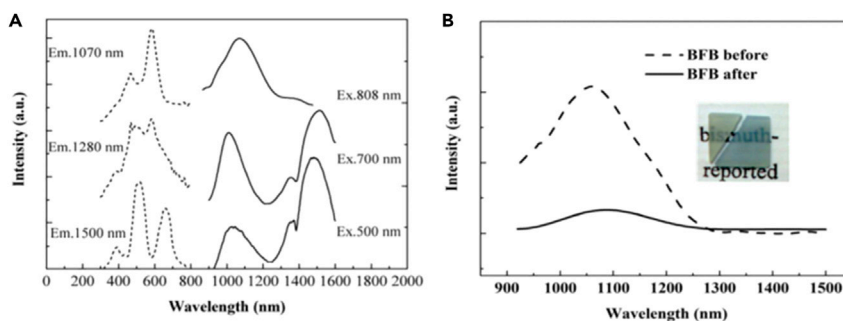 A
Em.1070 nm
Ex.808 nm
Em.1280 nm
Ex.700 nm
Em.1500 nm
Ex.500 nm
Intensity (a.u.)
0 200 400 600 800 1000 1200 1400 1600 1800 2000
Wavelength (nm)
B
BFB before
BFB after
bismuth-
reported
Intensity (a.u.)
900 1000 1100 1200 1300 1400 1500
Wavelength (nm)